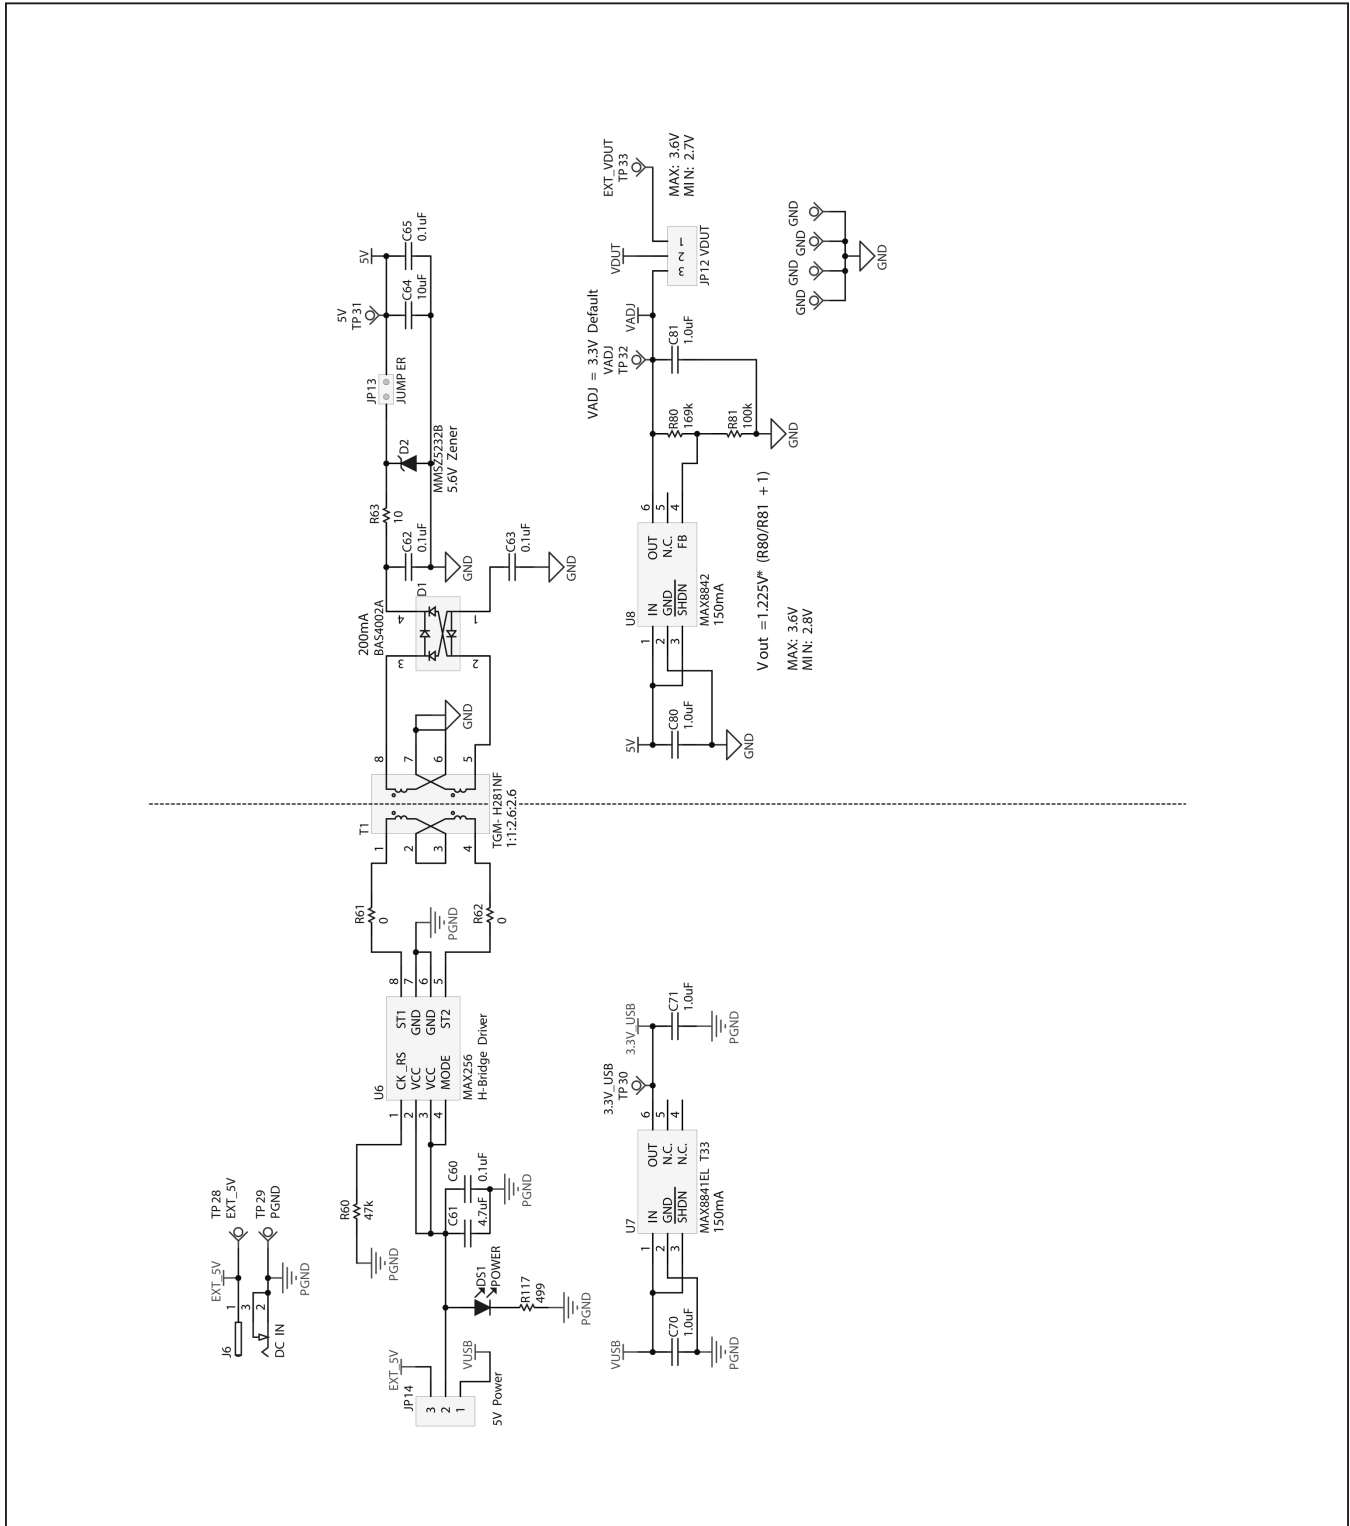 J6
DC IN
1
3
2
EXT_5V
PGND
TP28
EXT_5V
TP29
PGND
JP14
3
2
1
5V Power
EXT_5V
VUSB
DS1
POWER
R117
499
PGND
C61
4.7uF
C60
0.1uF
PGND
R60
47k
PGND
U6
1
2
3
4
CK_RS
VCC
VCC
MODE
ST1
GND
GND
ST2
8
7
6
5
MAX256
H-Bridge Driver
PGND
R61
0
R62
0
T1
1
2
3
4
8
7
6
5
TGM- H281NF
1:1:2.6:2.6
GND
200mA
BAS4002A
D1
3
4
2
1
C62
0.1uF
GND
C63
0.1uF
GND
R63
10
D2
MMSZ5232B
5.6V Zener
JP13
JUMP ER
5V
TP31
5V
C64
10uF
C65
0.1uF
VUSB
C70
1.0uF
PGND
U7
1
2
3
IN
GND
SHDN
OUT
N.C.
N.C.
6
5
4
MAX8841EL T33
150mA
3.3V_USB
TP30
3.3V_USB
C71
1.0uF
PGND
5V
C80
1.0uF
GND
U8
1
2
3
IN
GND
SHDN
OUT
N.C.
FB
6
5
4
MAX8842
150mA
V out =1.225V* (R80/R81 +1)
MAX: 3.6V
MIN: 2.8V
R80
169k
R81
100k
GND
VADJ = 3.3V Default
VADJ
TP32
VADJ
C81
1.0uF
VDUT
3
2
1
JP12 VDUT
EXT_VDUT
TP33
MAX: 3.6V
MIN: 2.7V
GND
GND
GND
GND
GND